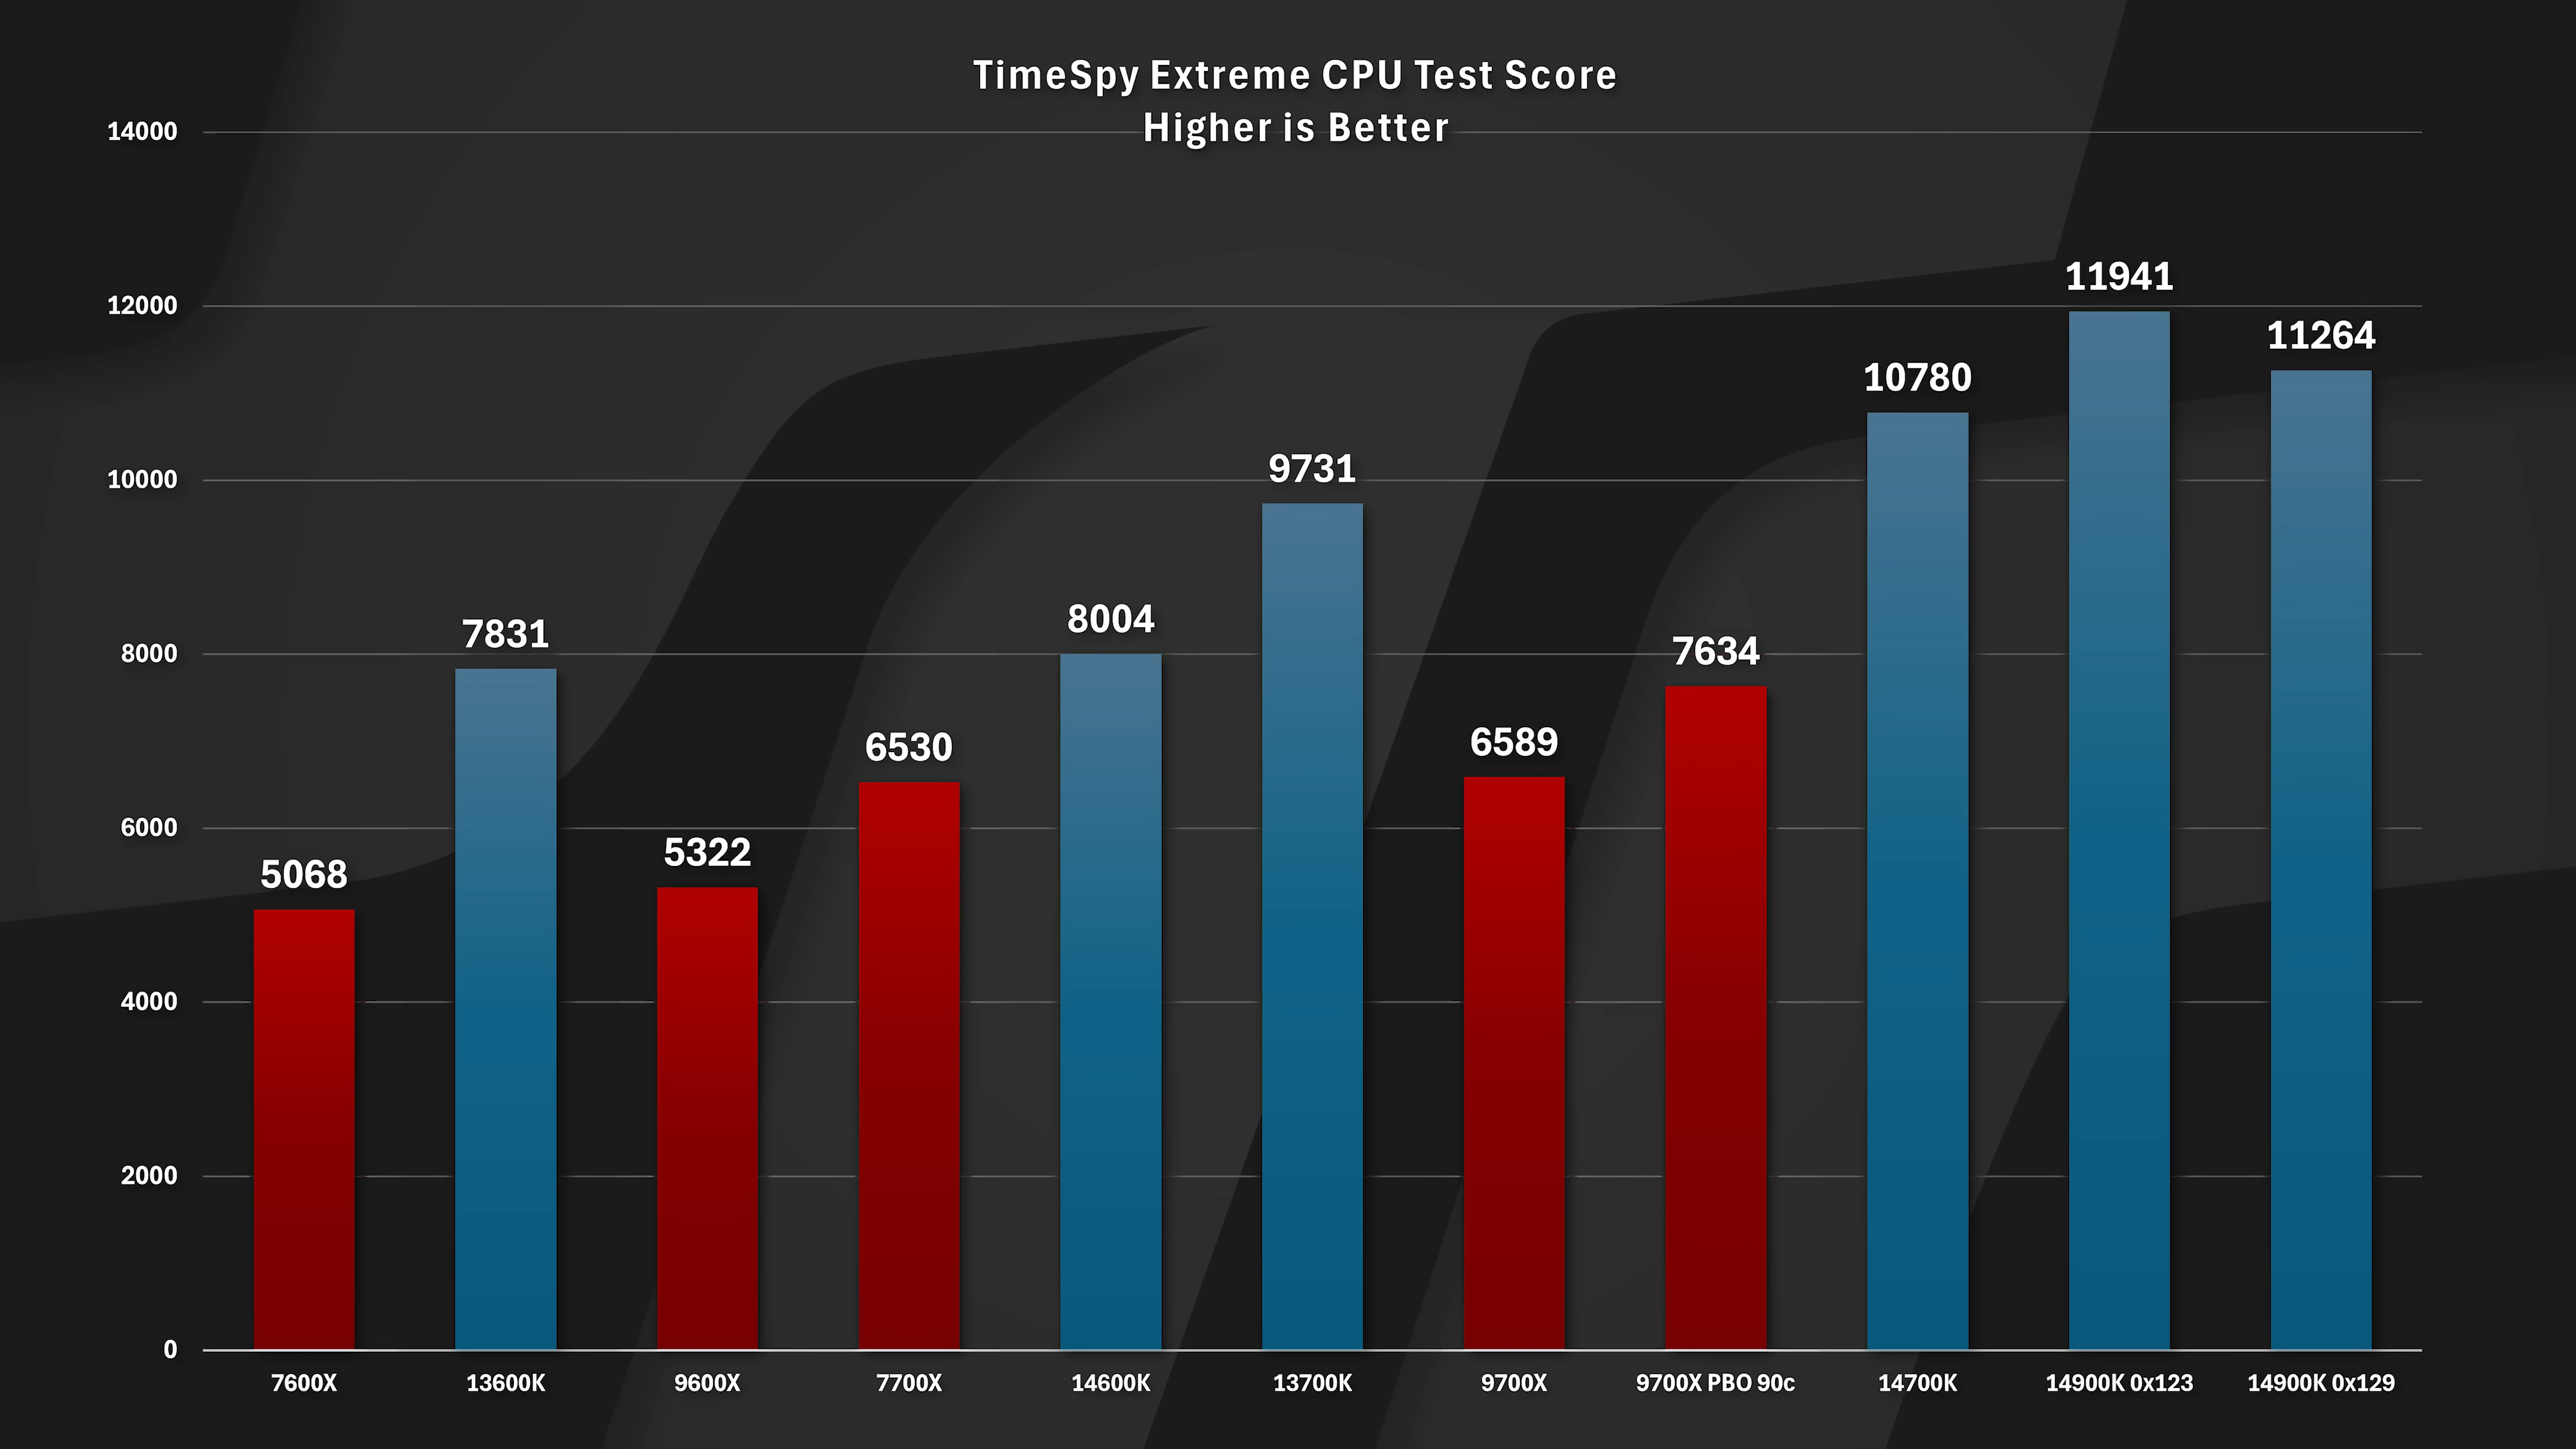 TimeSpy Extreme CPU Test Score
Higher is Better
14000
12000
10000
8000
6000
4000
2000
0
5068
7831
5322
6530
8004
9731
6589
7634
10780
11941
11264
7600X
13600K
9600X
7700X
14600K
13700K
9700X
9700X PBO 90c
14700K
14900K 0x123
14900K 0x129